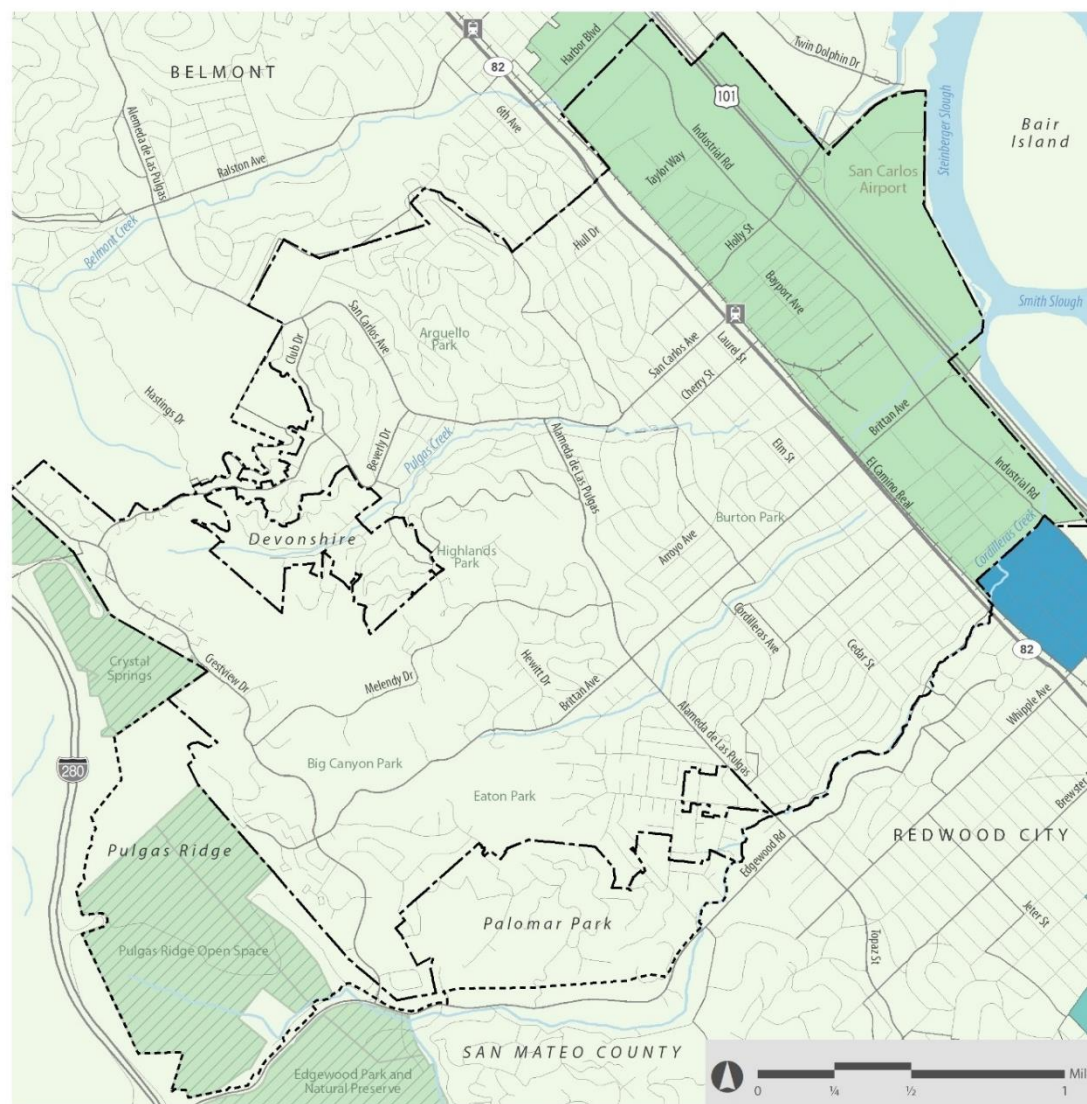 BELMONT
82
Harbor Blvd
Twin Dolphin Dr
101
Steinberger Slough
Bair
Island
Alameda de Las Pulgas
Ralston Ave
6th Ave
Industrial Rd
Taylor Way
San Carlos
Airport
Belmont Creek
Hull Dr
Holly St
Bayport Ave
Smith Slough
San Carlos Ave
Club Dr
Arguello
Park
San Carlos Ave
Laurel St
Cherry St
Hastings Dr
Beverly Dr
Pulgas Creek
Alameda de Las Pulgas
Elm St
Brittan Ave
El Camino Real
Industrial Rd
Devonshire
Highlands
Park
Burton Park
Arroyo Ave
Cordilleras Creek
Crystal
Springs
Crestview Dr
Melendy Dr
Hewitt Dr
Brittan Ave
Cordilleras Ave
Cedar St
82
Whipple Ave
280
Big Canyon Park
Eaton Park
Alameda de Las Pulgas
Brewster
Pulgas Ridge
Edgewood Rd
REDWOOD CITY
Palomar Park
Jeter St
Topaz St
Pulgas Ridge Open Space
SAN MATEO COUNTY
Edgewood Park and
Natural Preserve
0 ¼ ½ 1 Mil